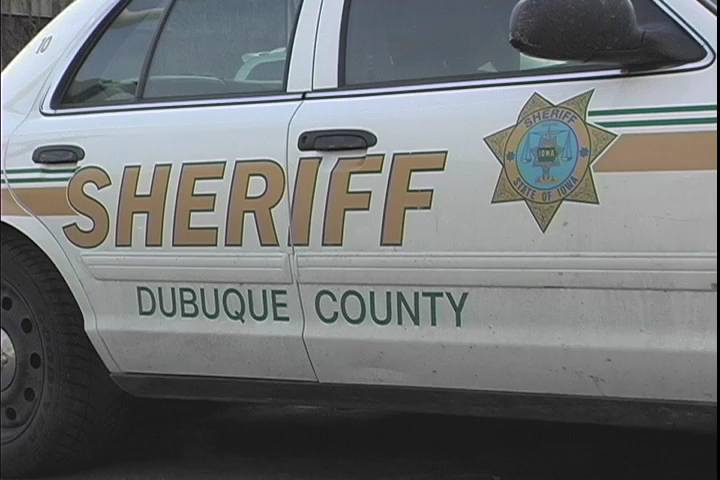 10
SHERIFF
SHERIFF
IOWA
STATE OF IOWA
DUBUQUE COUNTY